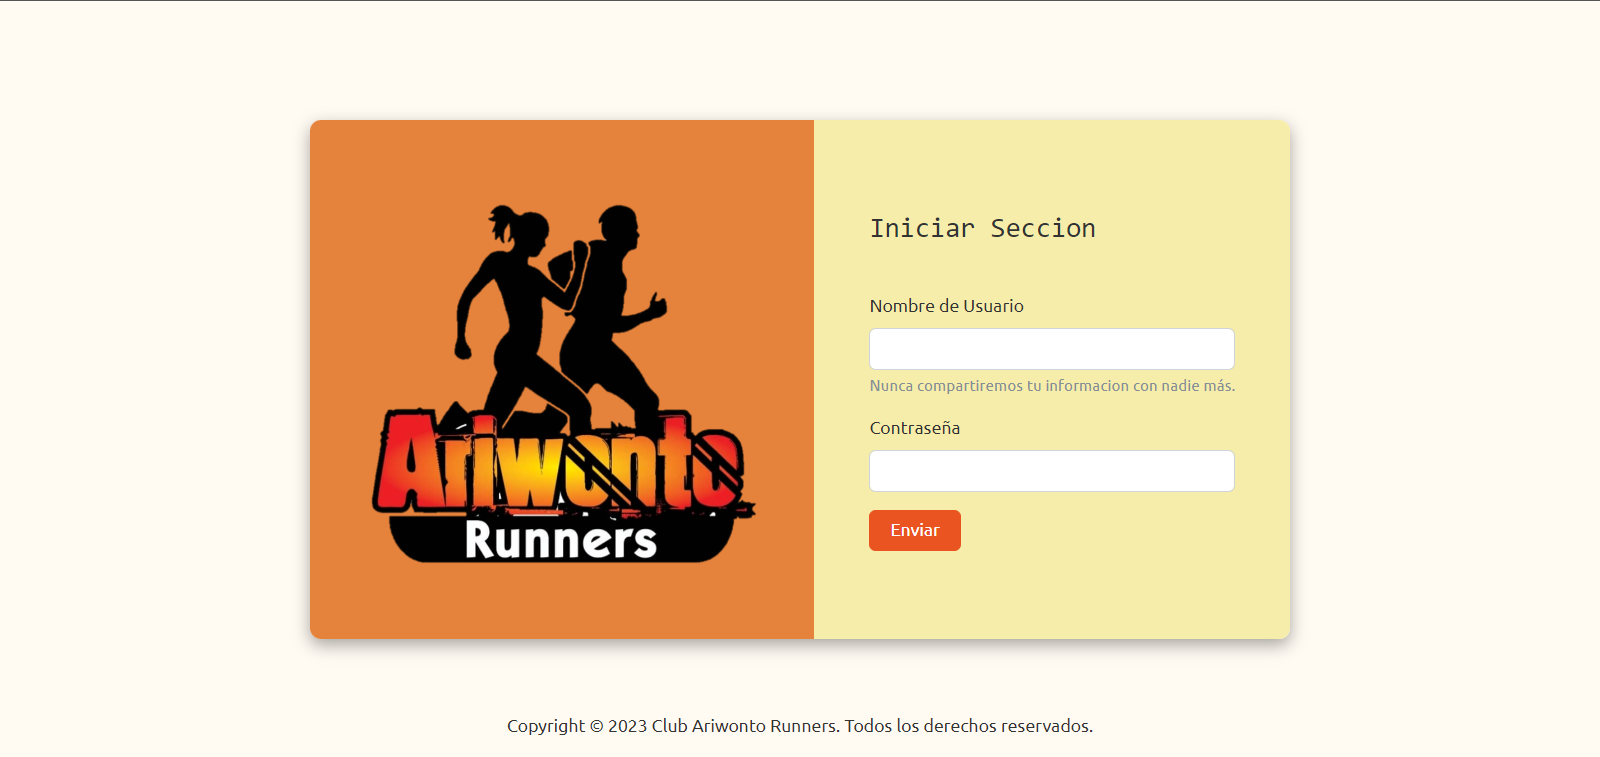 Ariwonto
Runners
Iniciar Seccion
Nombre de Usuario
Nunca compartiremos tu informacion con nadie más.
Contraseña
Enviar
Copyright © 2023 Club Ariwonto Runners. Todos los derechos reservados.